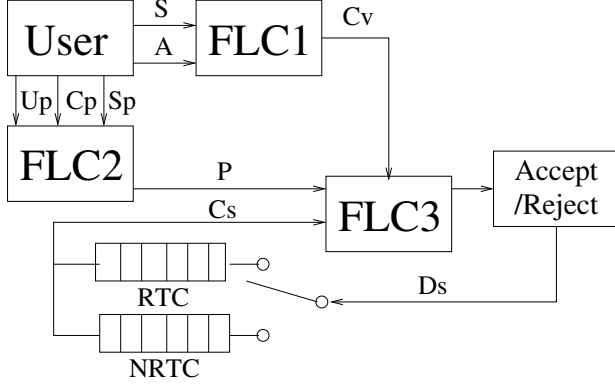 S
Cv
User
FLC1
A
Up
Cp
Sp
FLC2
P
Accept
/Reject
Cs
FLC3
RTC
Ds
NRTC